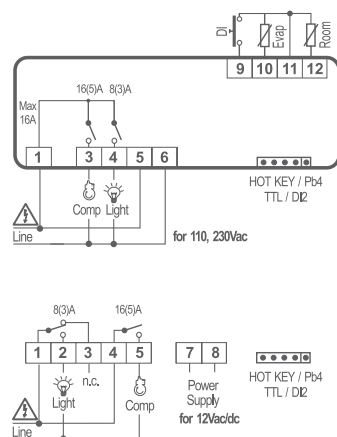 DI Evap Room
9 10 11 12
16(5)A 8(3)A
Max
16A
1 3 4 5 6
HOT KEY / Pb4
TTL / DI2
Comp Light
Line
for 110, 230Vac
8(3)A 16(5)A
1 2 3 4 5 7 8
n.c.
Light Comp
Power
Supply
for 12Vac/dc
HOT KEY / Pb4
TTL / DI2
Line